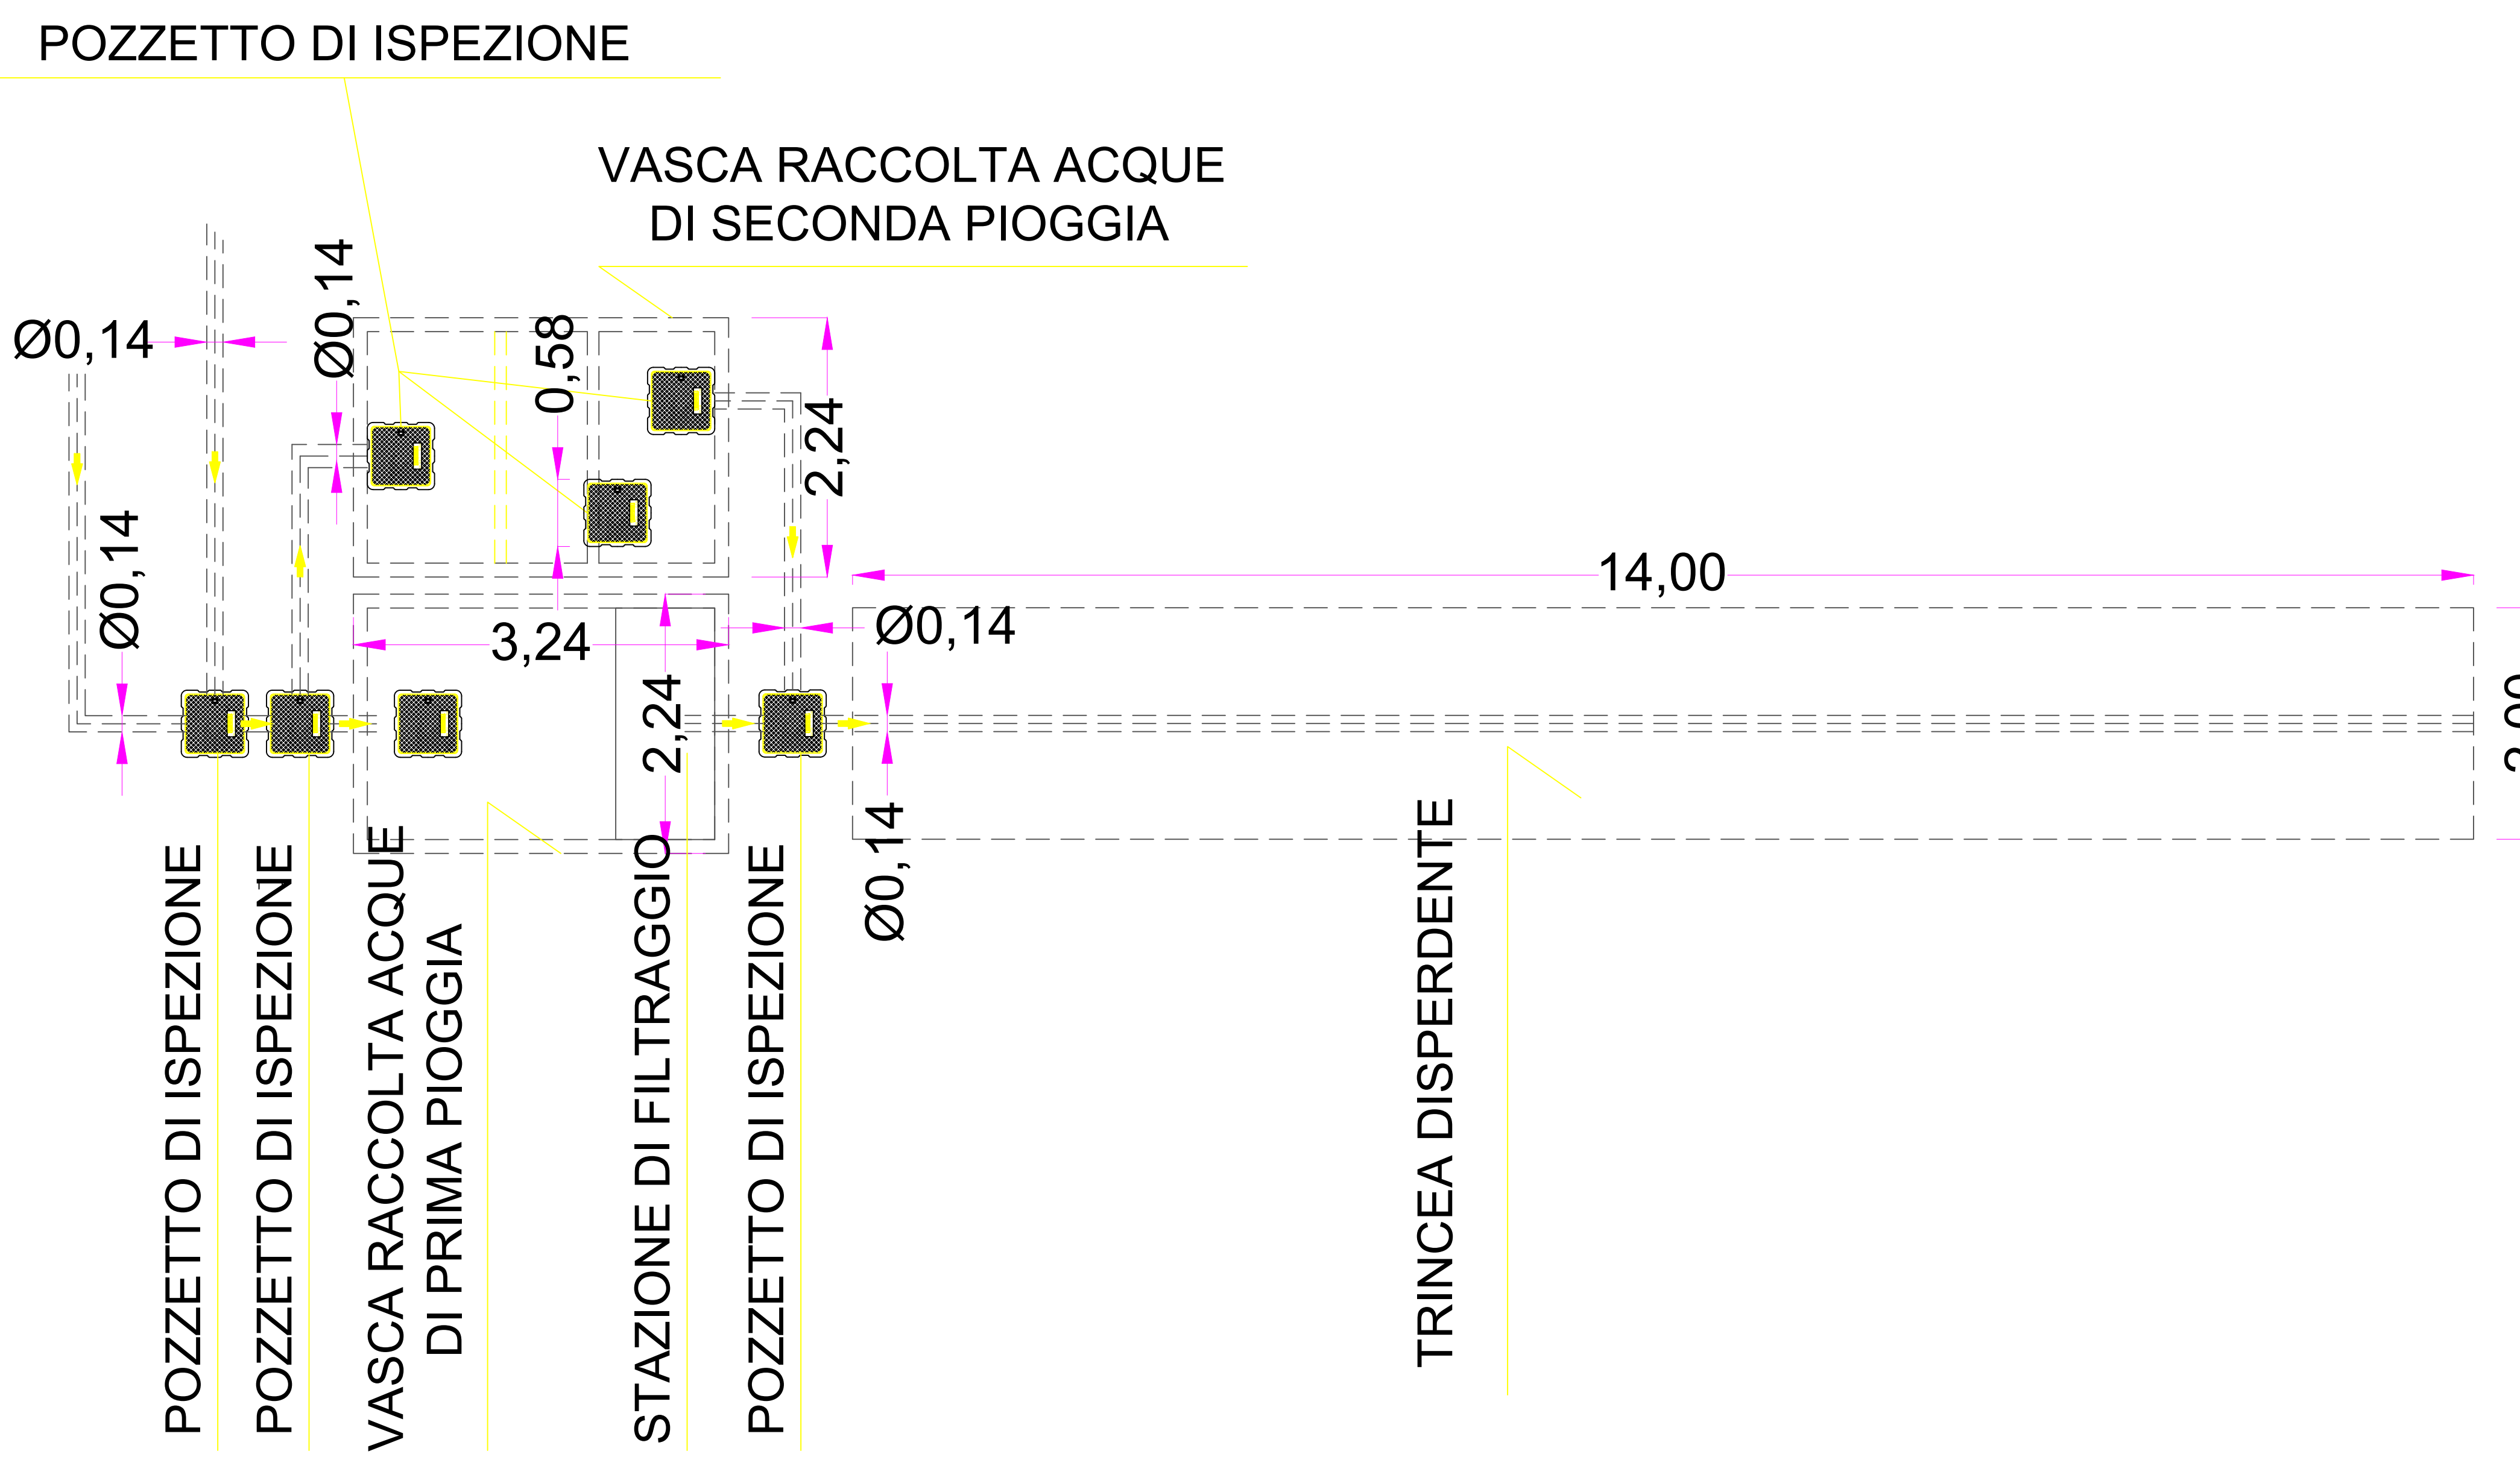 POZZETTO DI ISPEZIONE
VASCA RACCOLTA ACQUE
DI SECONDA PIOGGIA
Ø0,14
Ø0,14
0,58
2,24
Ø0,14
14,00
3,24
Ø0,14
2,24
Ø0,14
POZZETTO DI ISPEZIONE
POZZETTO DI ISPEZIONE
VASCA RACCOLTA ACQUE
DI PRIMA PIOGGIA
STAZIONE DI FILTRAGGIO
POZZETTO DI ISPEZIONE
TRINCEA DISPERDENTE